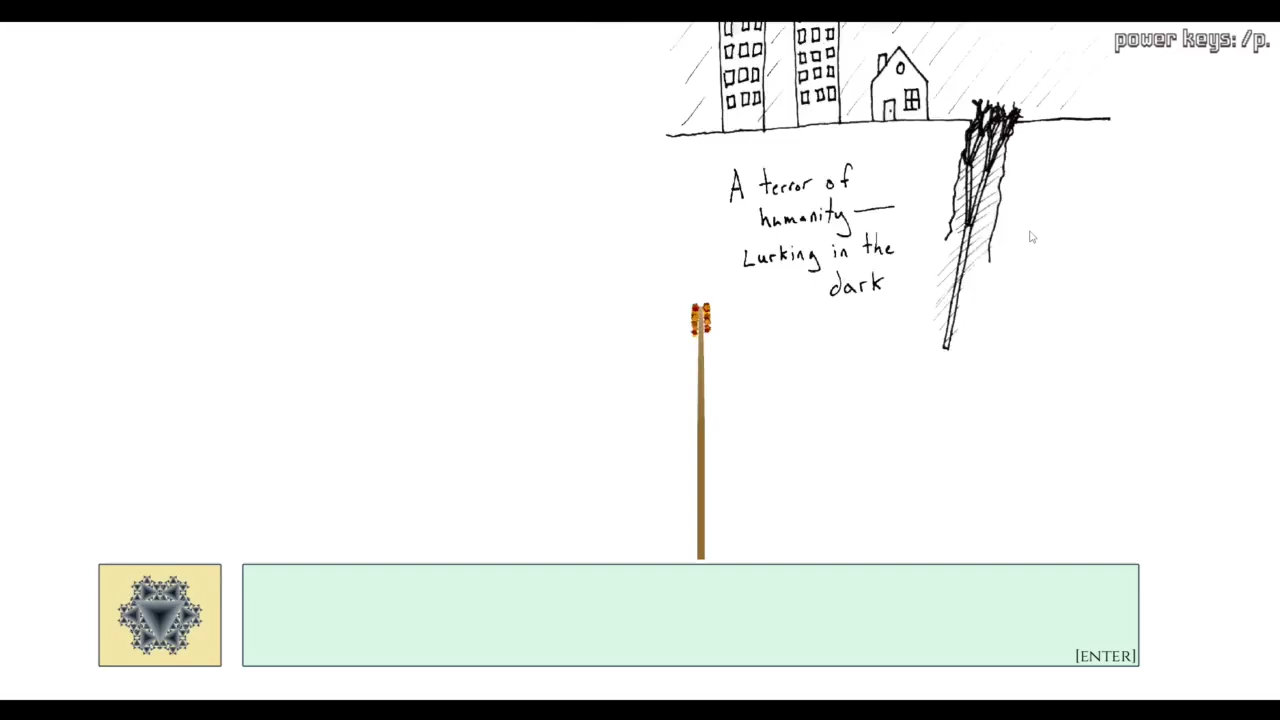 power keys: /p.
A terror of
humanity —
Lurking in the
dark
[ENTER]